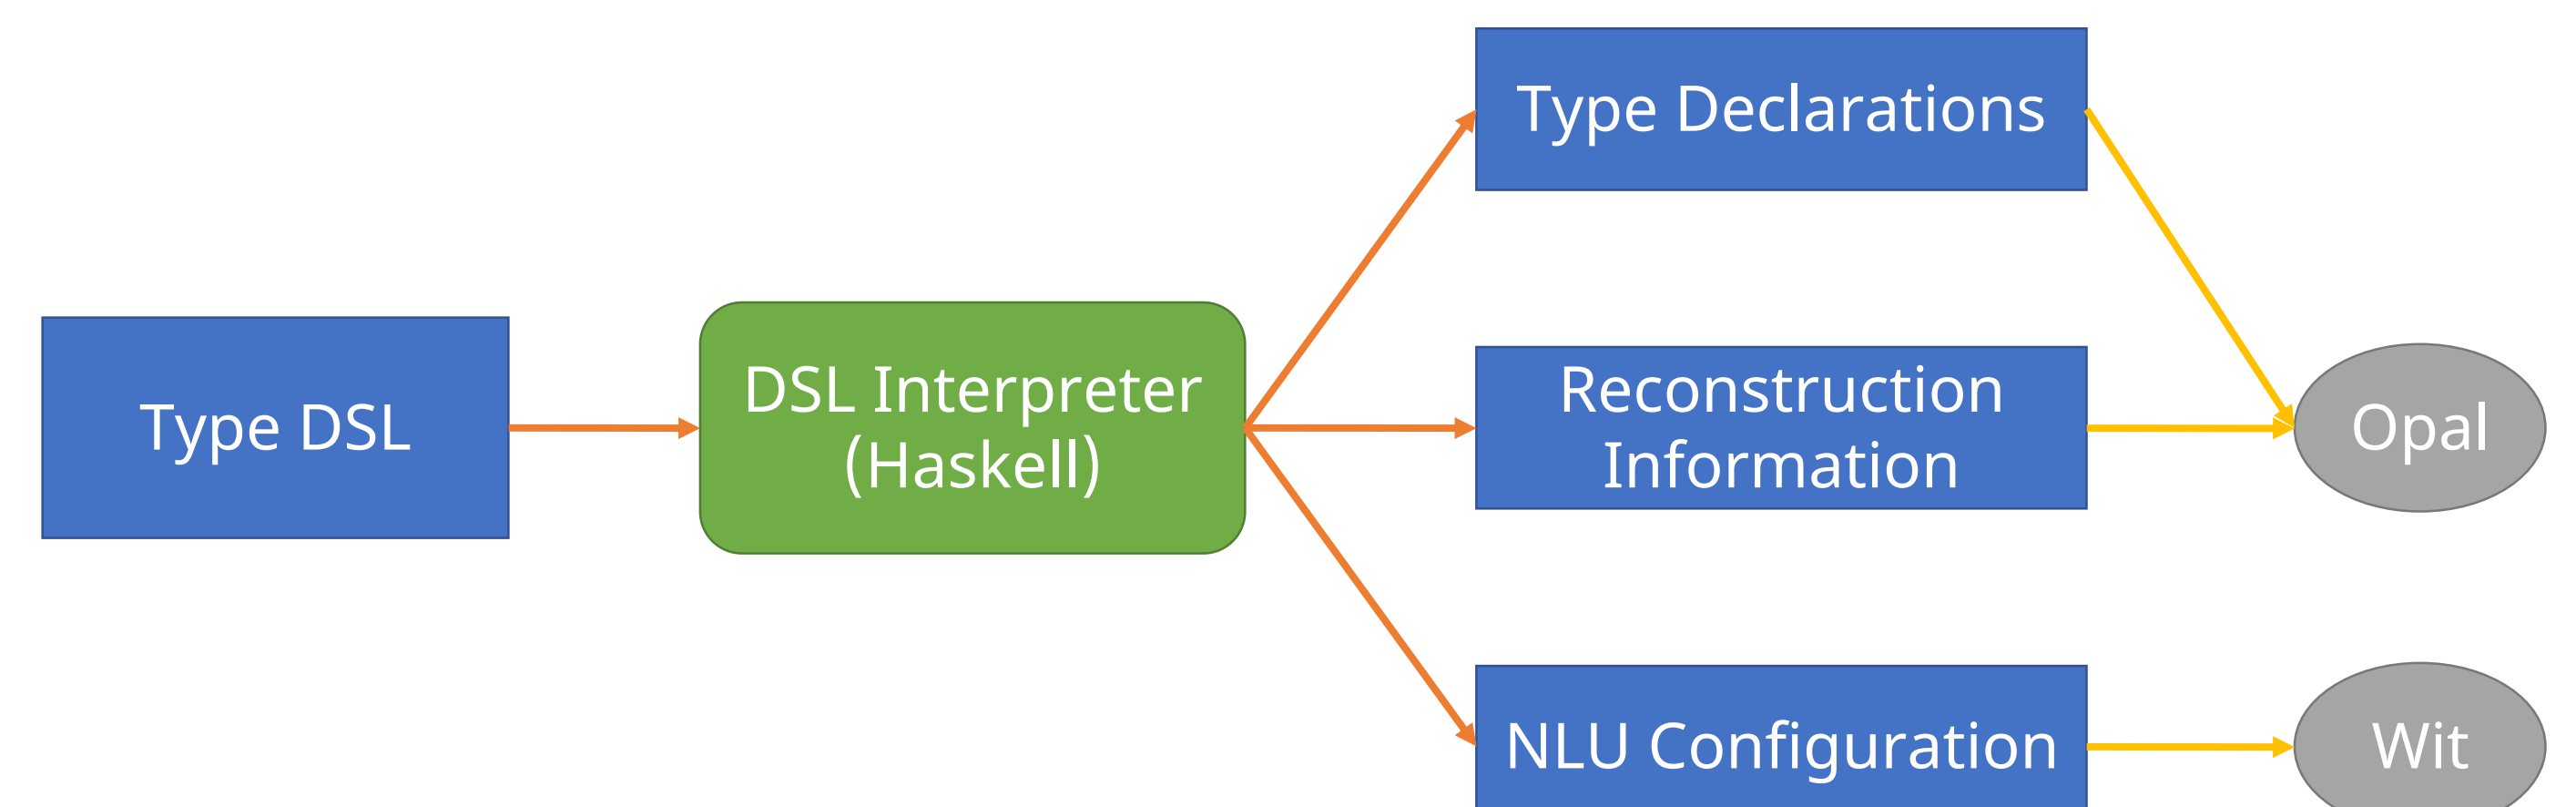 Type Declarations
Type DSL
DSL Interpreter
(Haskell)
Reconstruction
Information
Opal
NLU Configuration
Wit